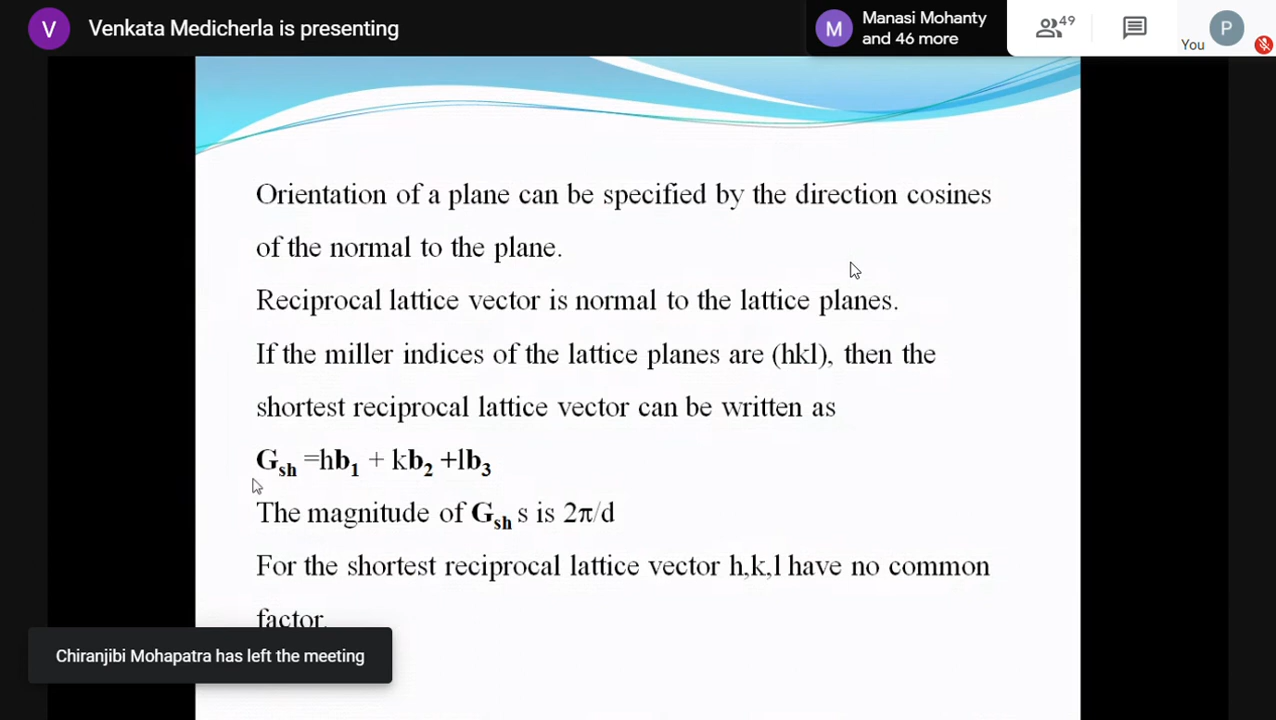 V
Venkata Medicherla is presenting
M
Manasi Mohanty
and 46 more
49
You
P
Orientation of a plane can be specified by the direction cosines
of the normal to the plane.
Reciprocal lattice vector is normal to the lattice planes.
If the miller indices of the lattice planes are (hkl), then the
shortest reciprocal lattice vector can be written as
G_sh =hb_1 + kb_2 +lb_3
The magnitude of G_sh s is 2π/d
For the shortest reciprocal lattice vector h,k,l have no common
factor.
Chiranjibi Mohapatra has left the meeting